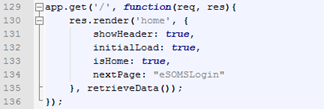 129 app.get('/', function(req, res){
130     res.render('home', {
131         showHeader: true,
132         initialLoad: true,
133         isHome: true,
134         nextPage: "eSOMSLogin"
135     }, retrieveData());
136 });